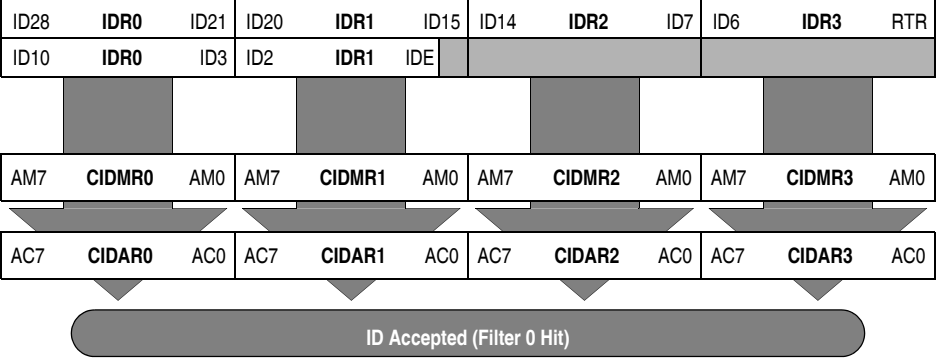 ID28 IDR0 ID21 ID20 IDR1 ID15 ID14 IDR2 ID7 ID6 IDR3 RTR
ID10 IDR0 ID3 ID2 IDR1 IDE
AM7 CIDMR0 AM0 AM7 CIDMR1 AM0 AM7 CIDMR2 AM0 AM7 CIDMR3 AM0
AC7 CIDAR0 AC0 AC7 CIDAR1 AC0 AC7 CIDAR2 AC0 AC7 CIDAR3 AC0
ID Accepted (Filter 0 Hit)